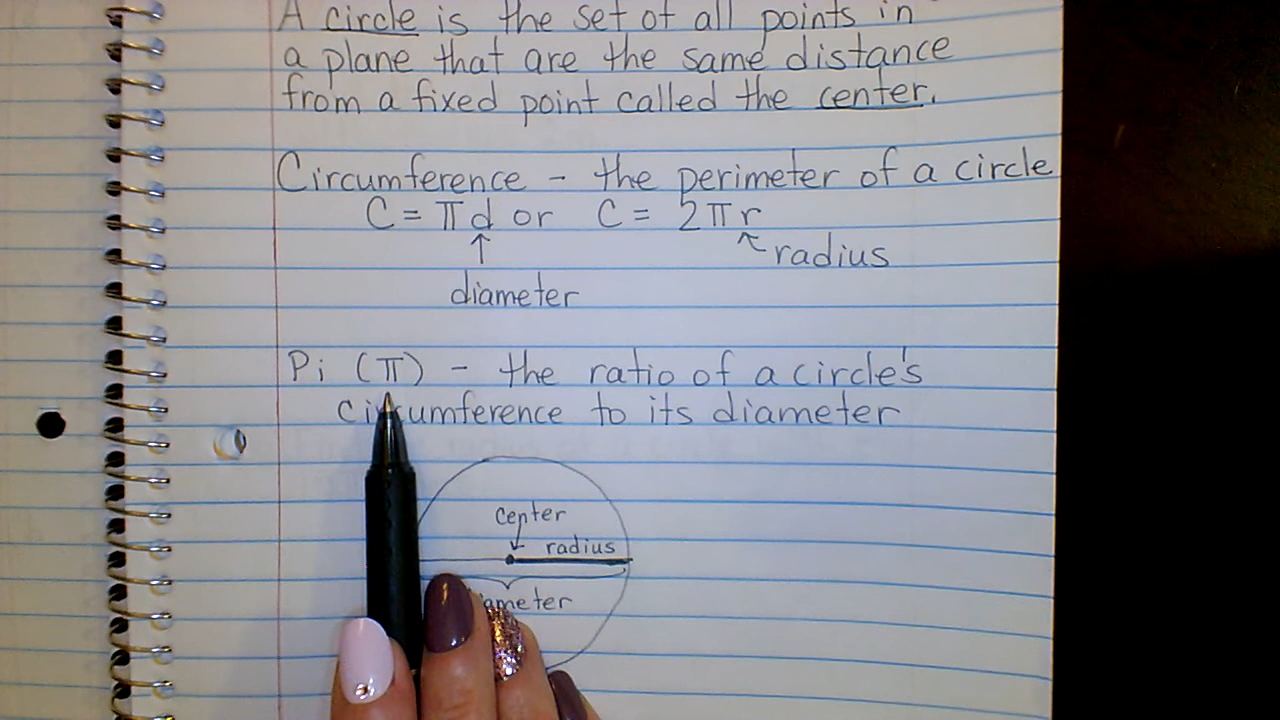 A circle is the set of all points in
a plane that are the same distance
from a fixed point called the center.
Circumference - the perimeter of a circle
C = πd or C = 2πr
radius
diameter
Pi (π) - the ratio of a circle's
circumference to its diameter
center
radius